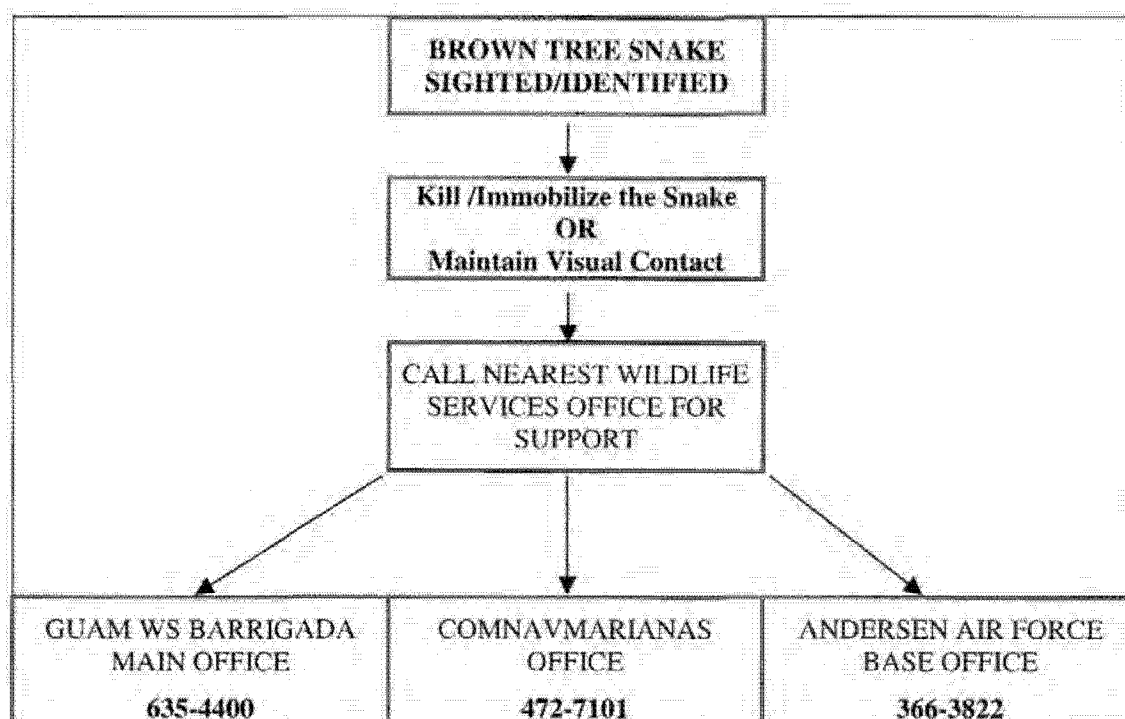 BROWN TREE SNAKE
SIGHTED/IDENTIFIED
Kill /Immobilize the Snake
OR
Maintain Visual Contact
CALL NEAREST WILDLIFE
SERVICES OFFICE FOR
SUPPORT
GUAM WS BARRIGADA
MAIN OFFICE
635-4400
COMNAVMARIANAS
OFFICE
472-7101
ANDERSEN AIR FORCE
BASE OFFICE
366-3822